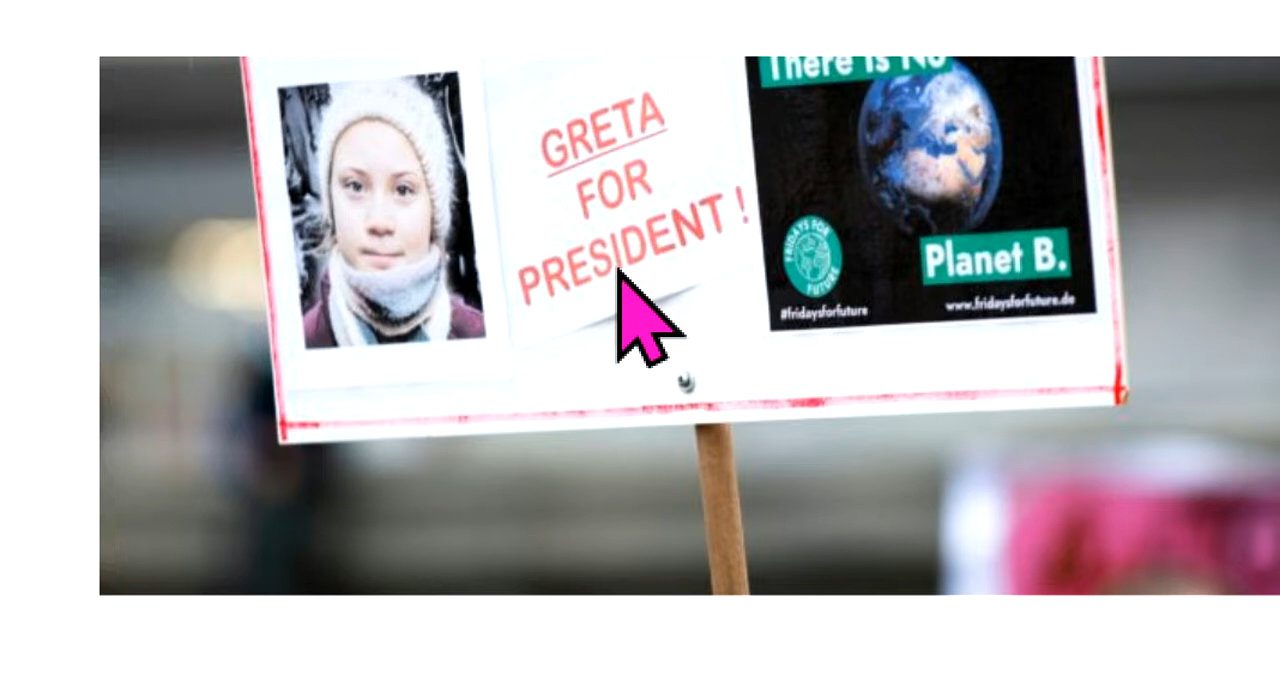 GRETA
FOR
PRESIDENT !
There is No
Planet B.
FRIDAYS FOR
FUTURE
#fridaysforfuture
www.fridaysforfuture.de